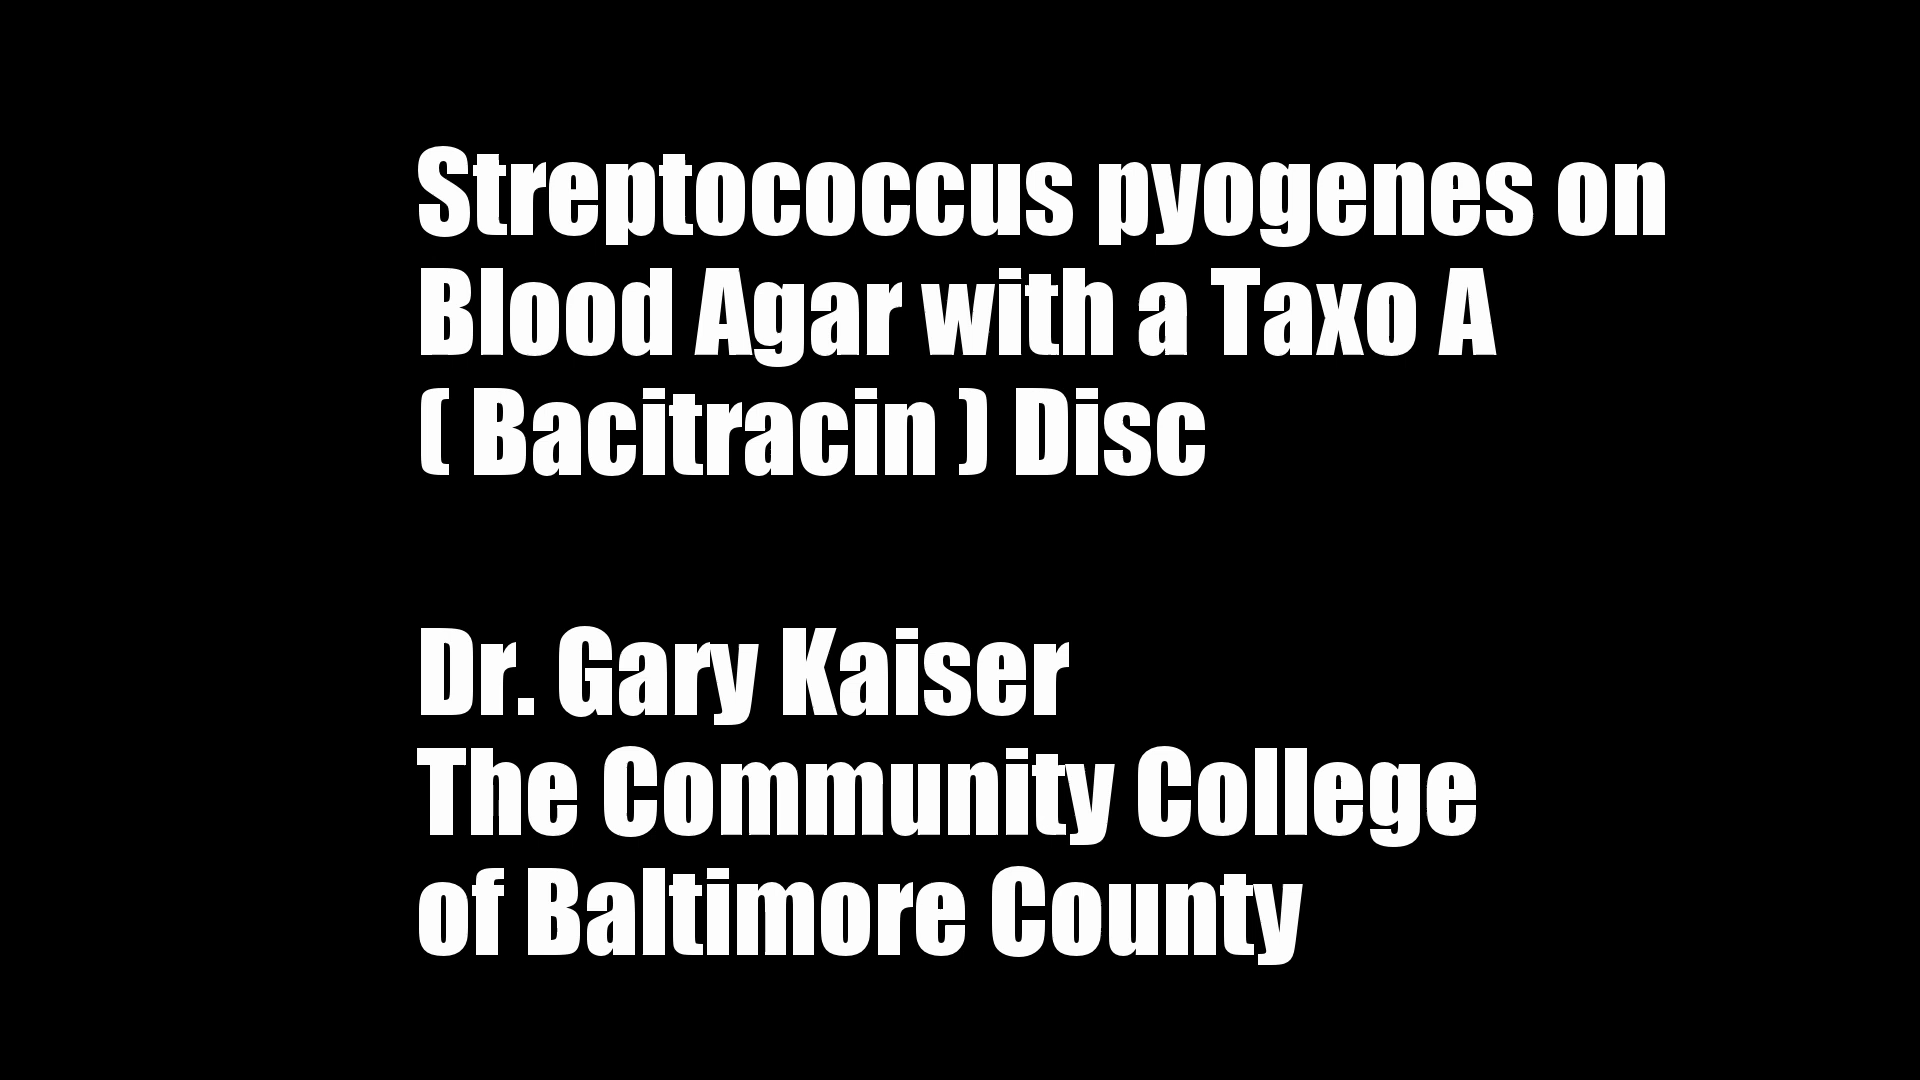 Streptococcus pyogenes on
Blood Agar with a Taxo A
( Bacitracin ) Disc
Dr. Gary Kaiser
The Community College
of Baltimore County